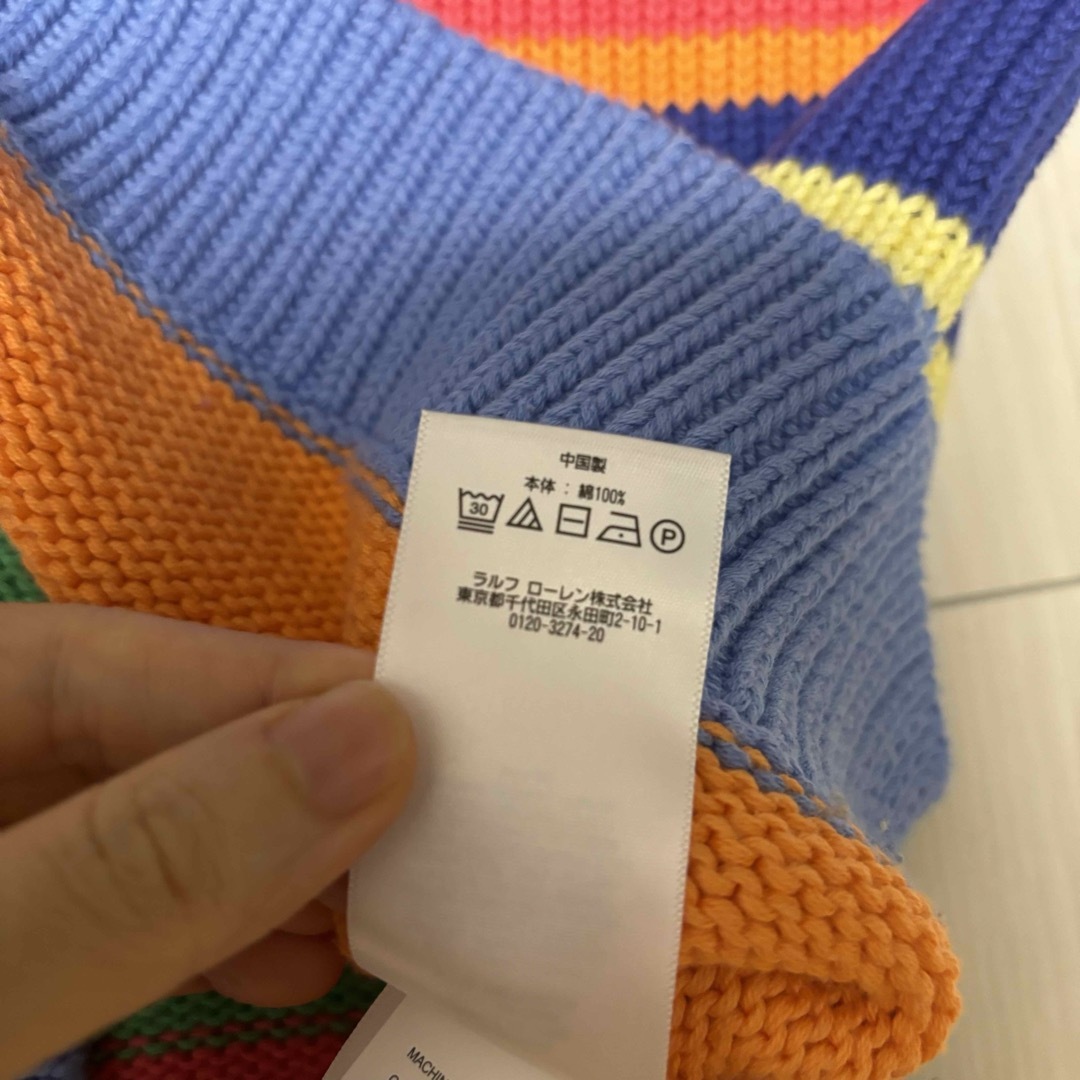 中国製
本体 : 綿100%
30
P
ラルフ ローレン株式会社
東京都千代田区永田町2-10-1
0120-3274-20